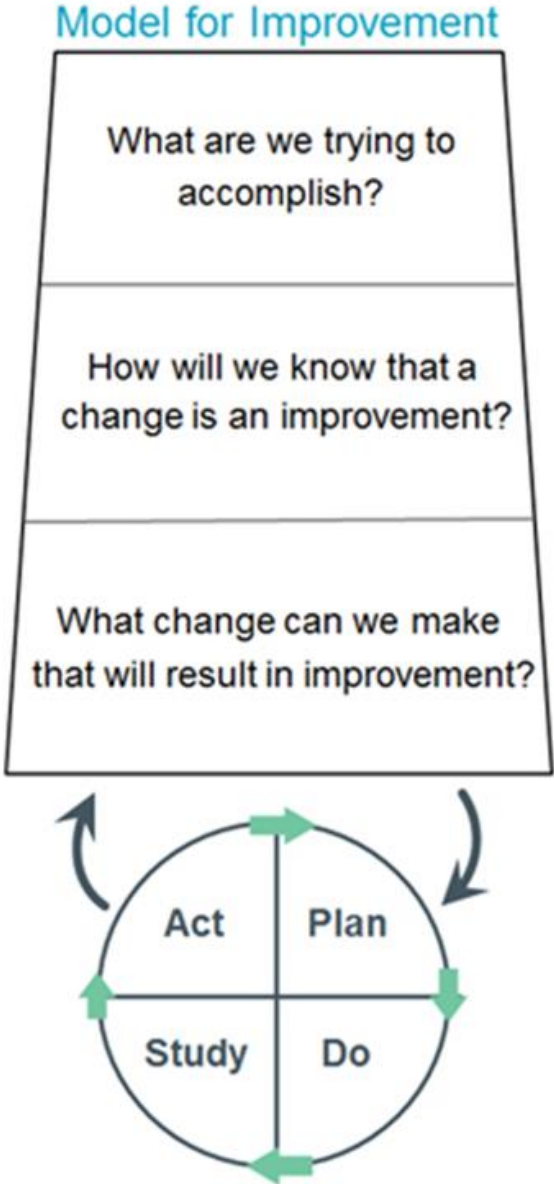 Model for Improvement
What are we trying to
accomplish?
How will we know that a
change is an improvement?
What change can we make
that will result in improvement?
Act
Plan
Study
Do